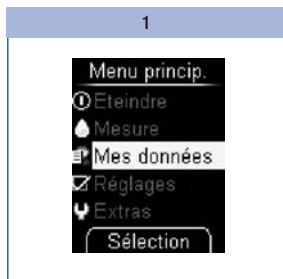 1
Menu princip.
Eteindre
Mesure
Mes données
Réglages
Extras
Sélection